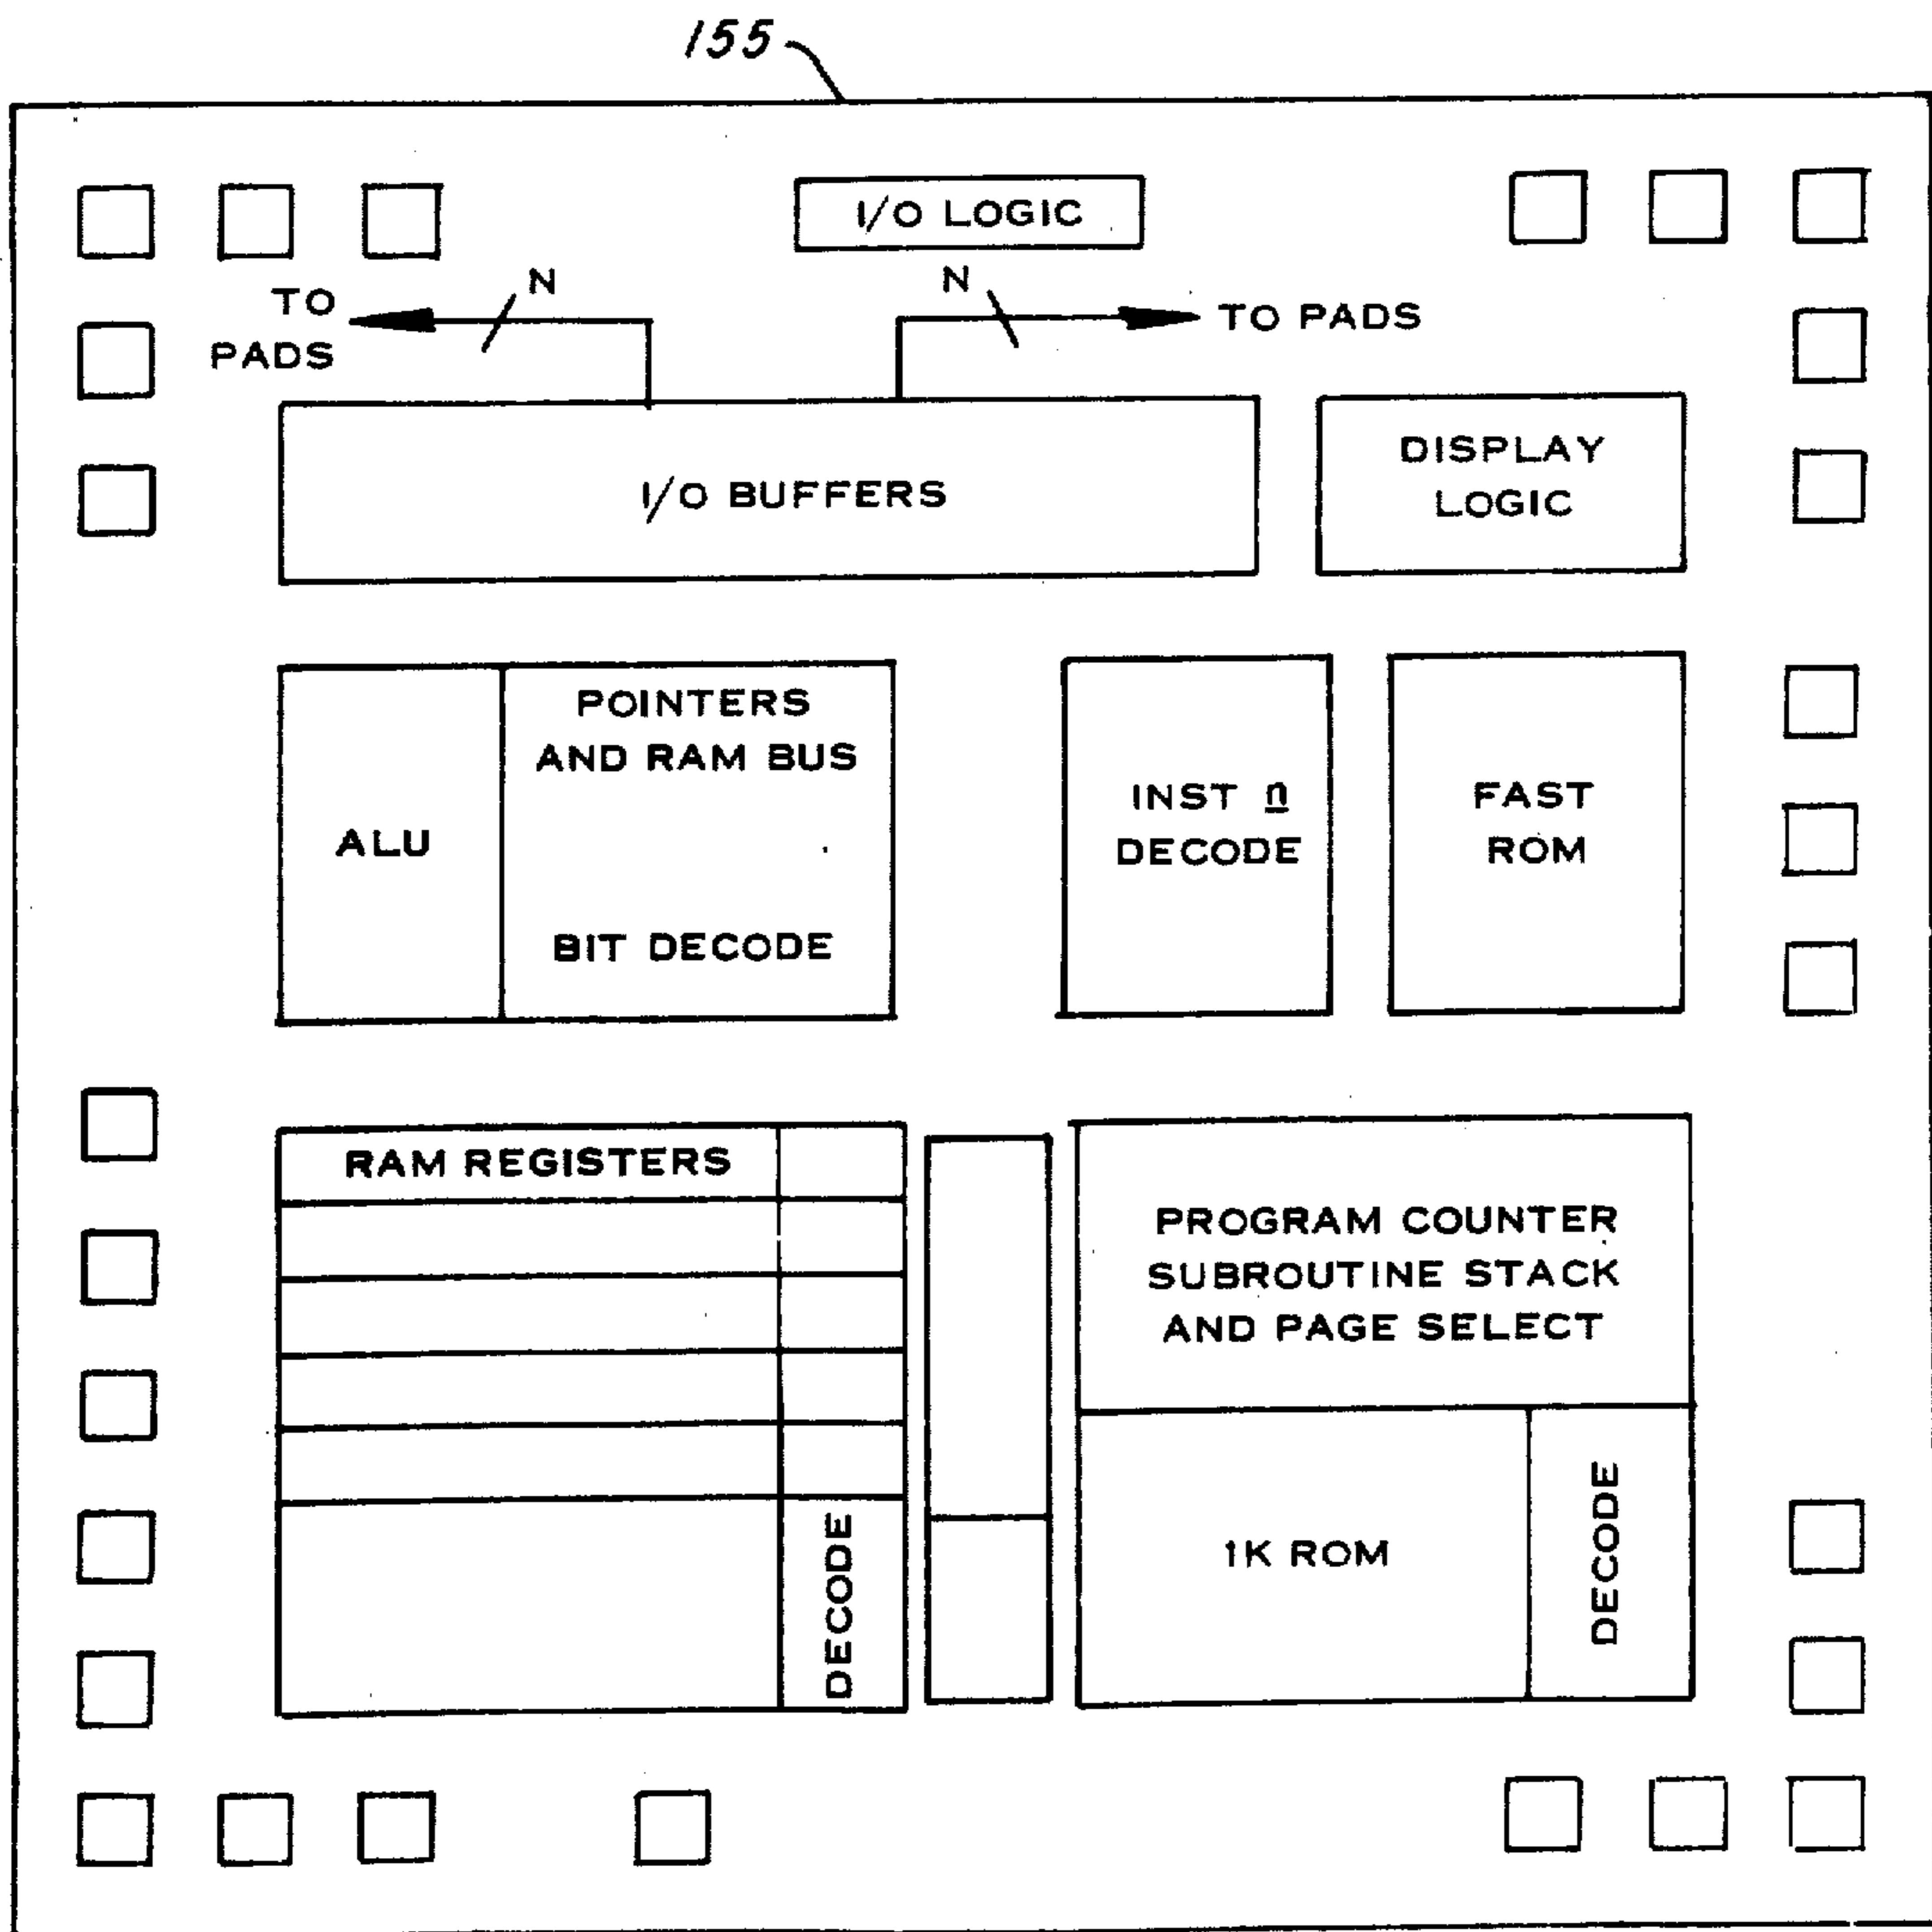 155
I/O LOGIC
N
N
TO
PADS
TO PADS
I/O BUFFERS
DISPLAY
LOGIC
ALU
POINTERS
AND RAM BUS
BIT DECODE
INST n
DECODE
FAST
ROM
RAM REGISTERS
DECODE
PROGRAM COUNTER
SUBROUTINE STACK
AND PAGE SELECT
1K ROM
DECODE